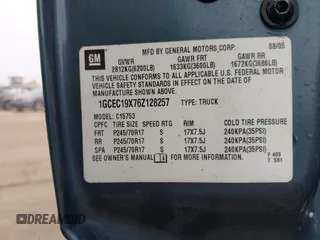 GM
MFD BY GENERAL MOTORS CORP. 08/05
GVWR GAWR FRT GAWR RR
2812KG(6200LB) 1633KG(3600LB) 1672KG(3686LB)
THIS VEHICLE CONFORMS TO ALL APPLICABLE U.S. FEDERAL MOTOR
VEHICLE SAFETY STANDARDS IN EFFECT ON THE DATE OF
MANUFACTURE SHOWN ABOVE.
1GCEC19X76Z128257 TYPE: TRUCK
MODEL: C15753
CPFC TIRE SIZE SPEED RTG RIM COLD TIRE PRESSURE
FRT P245/70R17 S 17X7.5J 240KPA(35PSI)
RR P245/70R17 S 17X7.5J 240KPA(35PSI)
SPA P245/70R17 S 17X7.5J 240KPA(35PSI)
SEE OWNER'S MANUAL FOR ADDITIONAL INFORMATION.
F 409
T 591
© DREAMBID